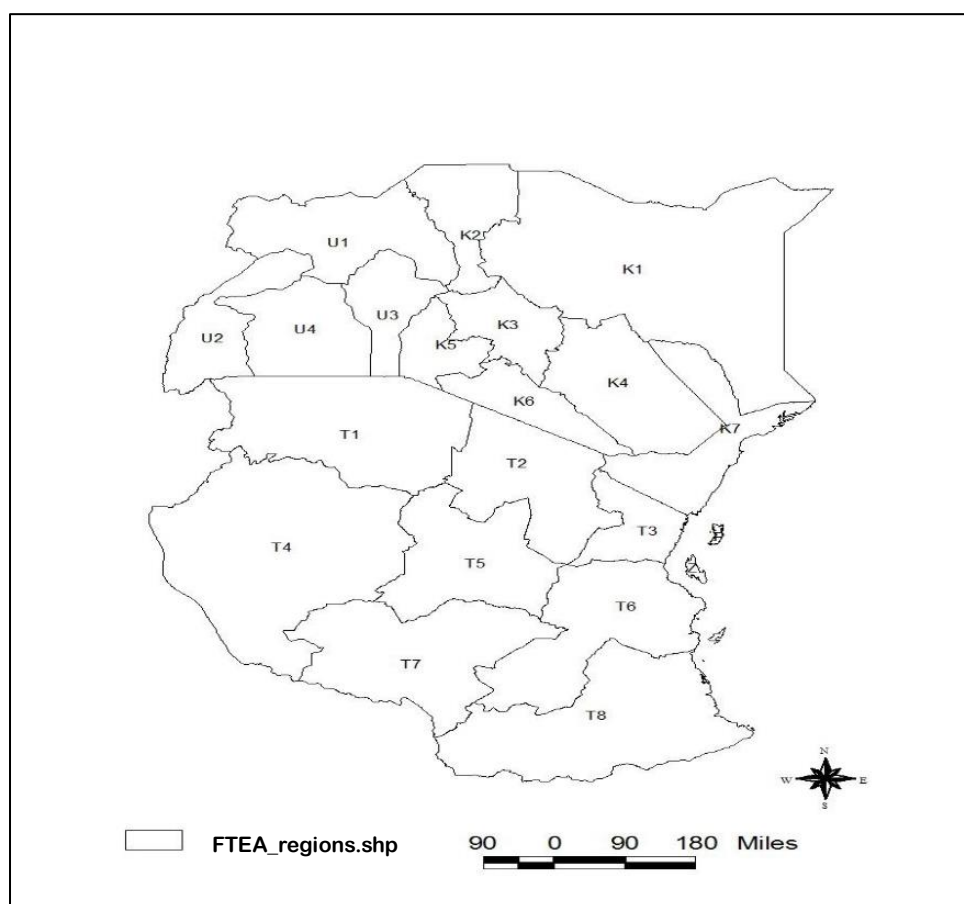 K2
U1
K1
U3
K3
U4
U2
K5
K4
K6
K7
T1
T2
T3
T4
T5
T6
T7
T8
N
W E
S
FTEA_regions.shp
90 0 90 180 Miles